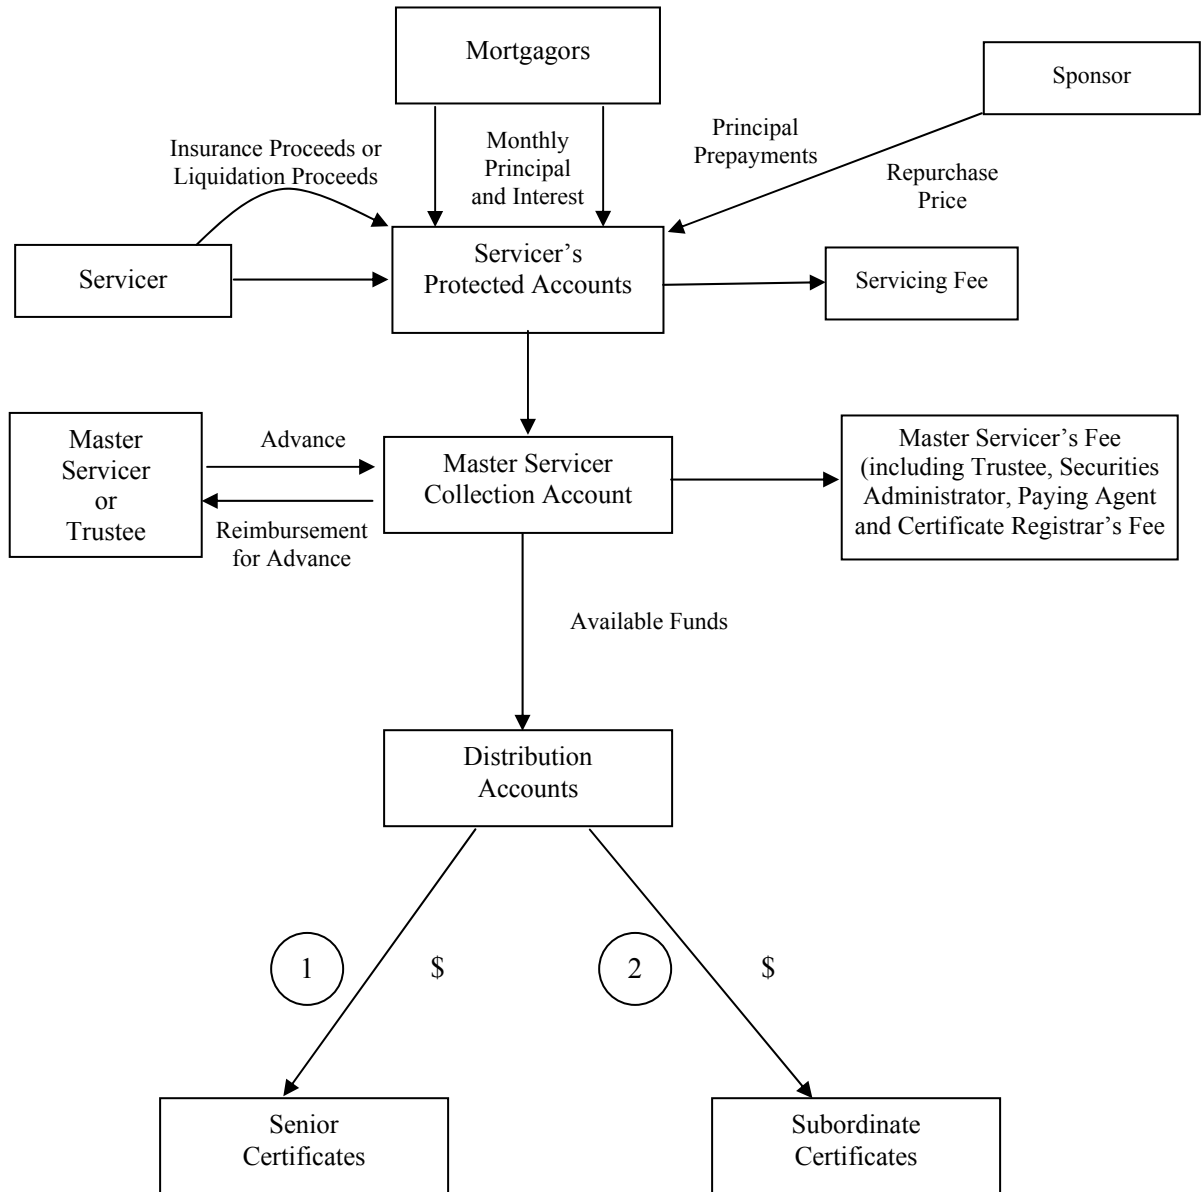 Mortgagors
Sponsor
Insurance Proceeds or
Liquidation Proceeds
Monthly
Principal
and Interest
Principal
Prepayments
Repurchase
Price
Servicer
Servicer’s
Protected Accounts
Servicing Fee
Master
Servicer
or
Trustee
Advance
Reimbursement
for Advance
Master Servicer
Collection Account
Master Servicer’s Fee
(including Trustee, Securities
Administrator, Paying Agent
and Certificate Registrar’s Fee
Available Funds
Distribution
Accounts
1
$
2
$
Senior
Certificates
Subordinate
Certificates